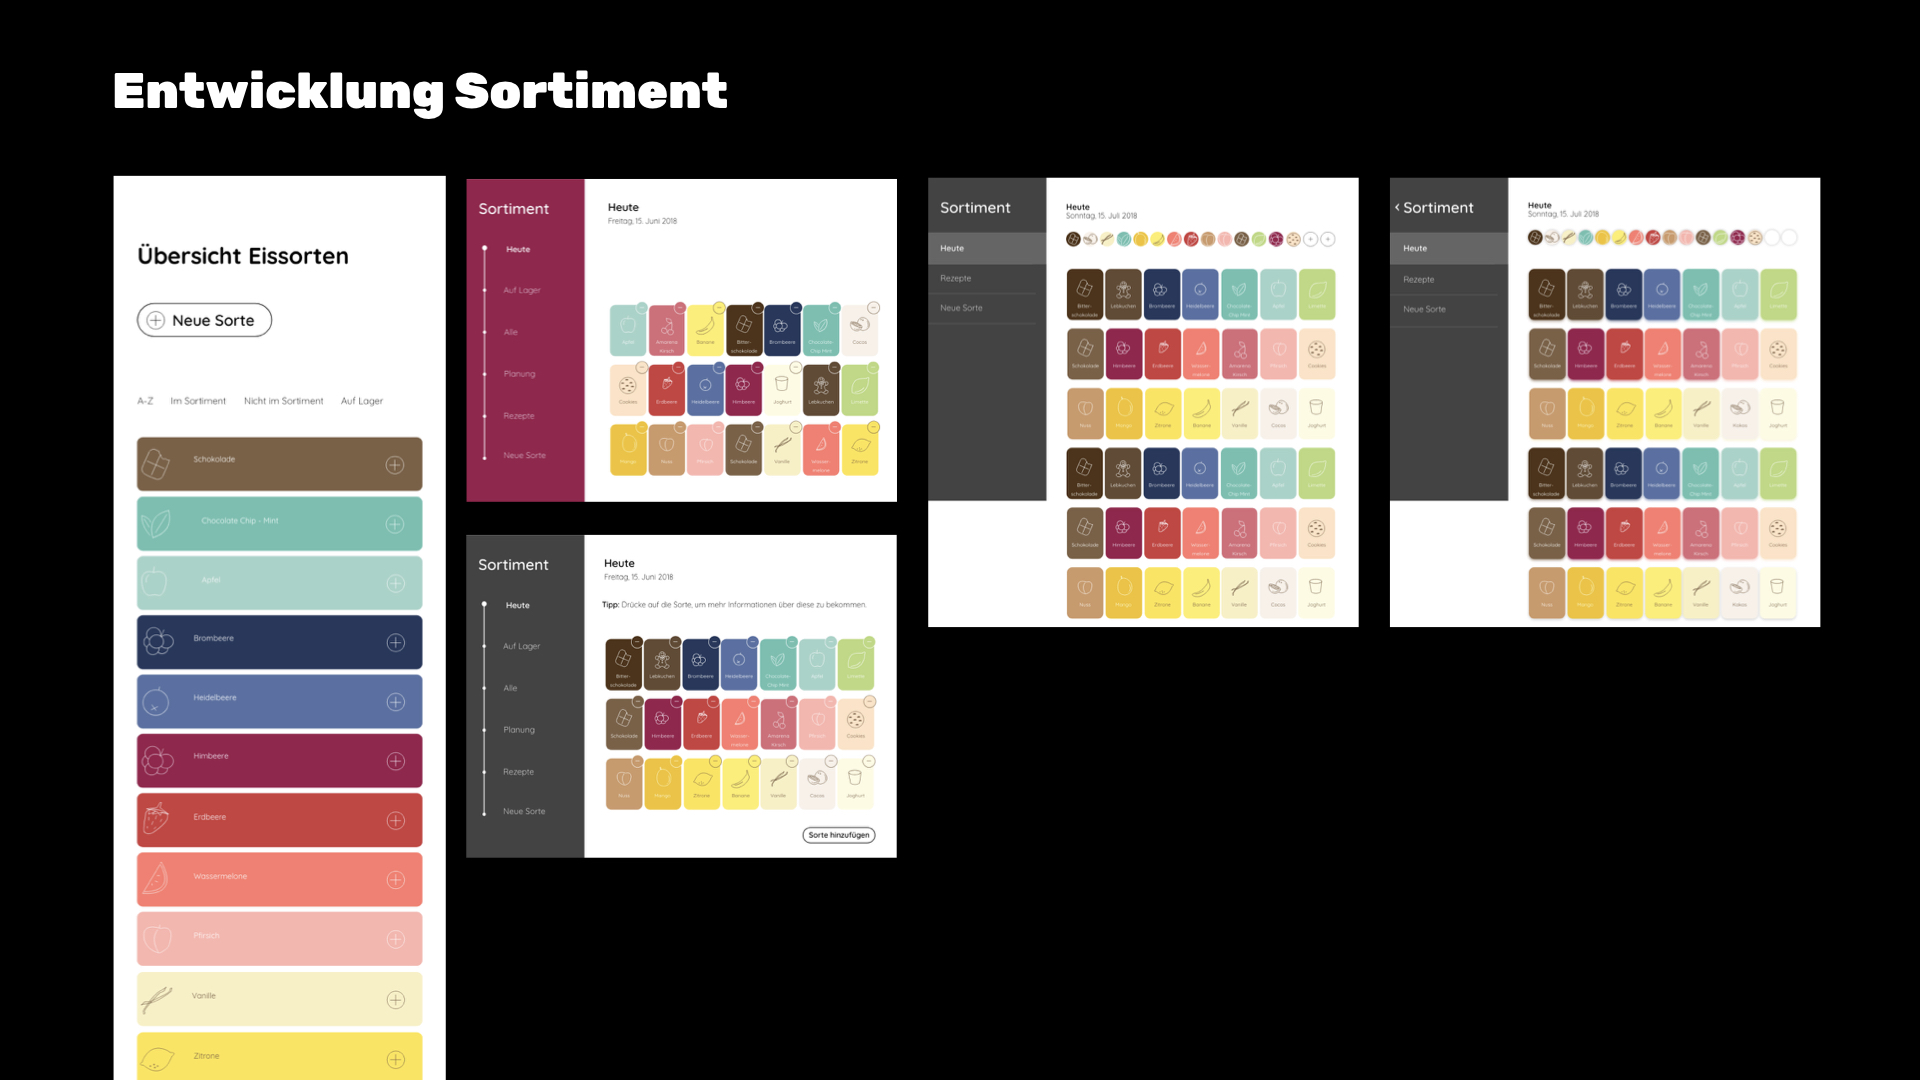 Entwicklung Sortiment
Übersicht Eissorten
Neue Sorte
A-Z Im Sortiment Nicht im Sortiment Auf Lager
Schokolade
Chocolate Chip - Mint
Apfel
Brombeere
Heidelbeere
Himbeere
Erdbeere
Wassermelone
Pfirsich
Vanille
Zitrone
Sortiment
Heute
Auf Lager
Alle
Planung
Rezepte
Neue Sorte
Heute
Freitag, 15. Juni 2018
Apfel Amarena Kirsch Banane Bitter-schokolade Brombeere Chocolate Chip Mint Cocos
Cookies Erdbeere Heidelbeere Himbeere Joghurt Lebkuchen Limette
Mango Nuss Pfirsich Schokolade Vanille Wasser-melone Zitrone
Sortiment
Heute
Auf Lager
Alle
Planung
Rezepte
Neue Sorte
Heute
Freitag, 15. Juni 2018
Tipp: Drücke auf die Sorte, um mehr Informationen über diese zu bekommen.
Bitter-schokolade Lebkuchen Brombeere Heidelbeere Chocolate Chip Mint Apfel Limette
Schokolade Himbeere Erdbeere Wasser-melone Amarena Kirsch Pfirsich Cookies
Nuss Mango Zitrone Banane Vanille Cocos Joghurt
Sorte hinzufügen
Sortiment
Heute
Rezepte
Neue Sorte
Heute
Sonntag, 15. Juli 2018
Bitter-schokolade Lebkuchen Brombeere Heidelbeere Chocolate Chip Mint Apfel Limette
Schokolade Himbeere Erdbeere Wasser-melone Amarena Kirsch Pfirsich Cookies
Nuss Mango Zitrone Banane Vanille Cocos Joghurt
Bitter-schokolade Lebkuchen Brombeere Heidelbeere Chocolate Chip Mint Apfel Limette
Schokolade Himbeere Erdbeere Wasser-melone Amarena Kirsch Pfirsich Cookies
Nuss Mango Zitrone Banane Vanille Cocos Joghurt
< Sortiment
Heute
Rezepte
Neue Sorte
Heute
Sonntag, 15. Juli 2018
Bitter-schokolade Lebkuchen Brombeere Heidelbeere Chocolate Chip Mint Apfel Limette
Schokolade Himbeere Erdbeere Wasser-melone Amarena Kirsch Pfirsich Cookies
Nuss Mango Zitrone Banane Vanille Kokos Joghurt
Bitter-schokolade Lebkuchen Brombeere Heidelbeere Chocolate Chip Mint Apfel Limette
Schokolade Himbeere Erdbeere Wasser-melone Amarena Kirsch Pfirsich Cookies
Nuss Mango Zitrone Banane Vanille Kokos Joghurt